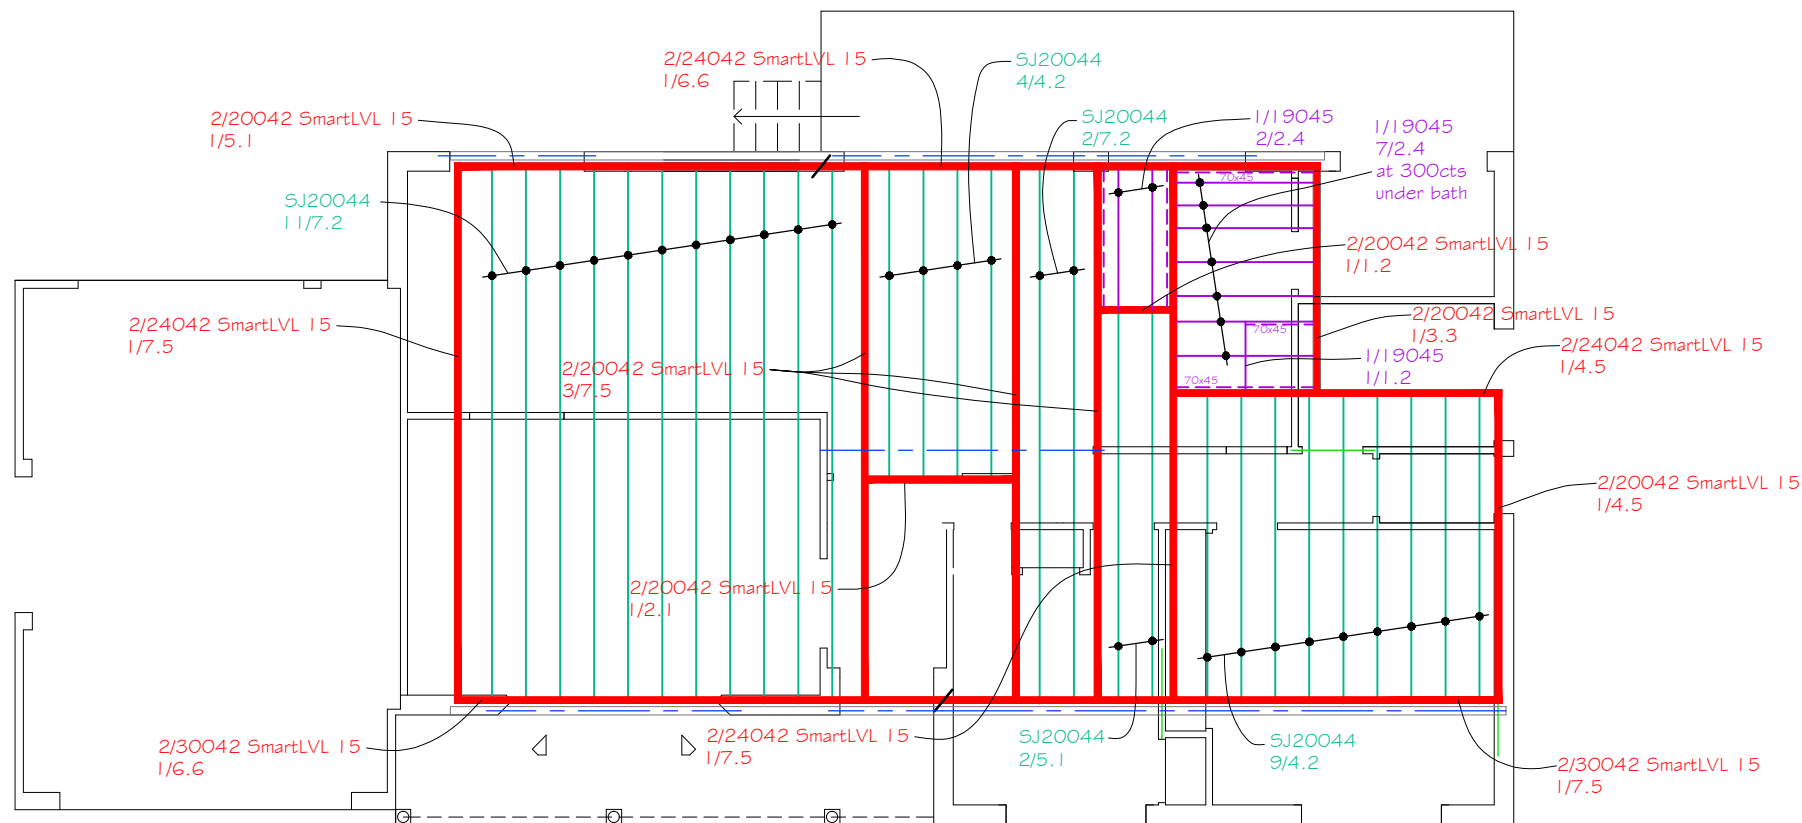 2/24042 SmartLVL 15
1/6.6
SJ20044
4/4.2
2/20042 SmartLVL 15
1/5.1
SJ20044
2/7.2
1/19045
2/2.4
1/19045
7/2.4
at 300cts
under bath
70x45
SJ20044
11/7.2
2/20042 SmartLVL 15
1/1.2
2/24042 SmartLVL 15
1/7.5
2/20042 SmartLVL 15
1/3.3
70x45
2/24042 SmartLVL 15
1/4.5
1/19045
1/1.2
2/20042 SmartLVL 15
3/7.5
70x45
2/20042 SmartLVL 15
1/4.5
2/20042 SmartLVL 15
1/2.1
2/30042 SmartLVL 15
1/6.6
2/24042 SmartLVL 15
1/7.5
SJ20044
2/5.1
SJ20044
9/4.2
2/30042 SmartLVL 15
1/7.5